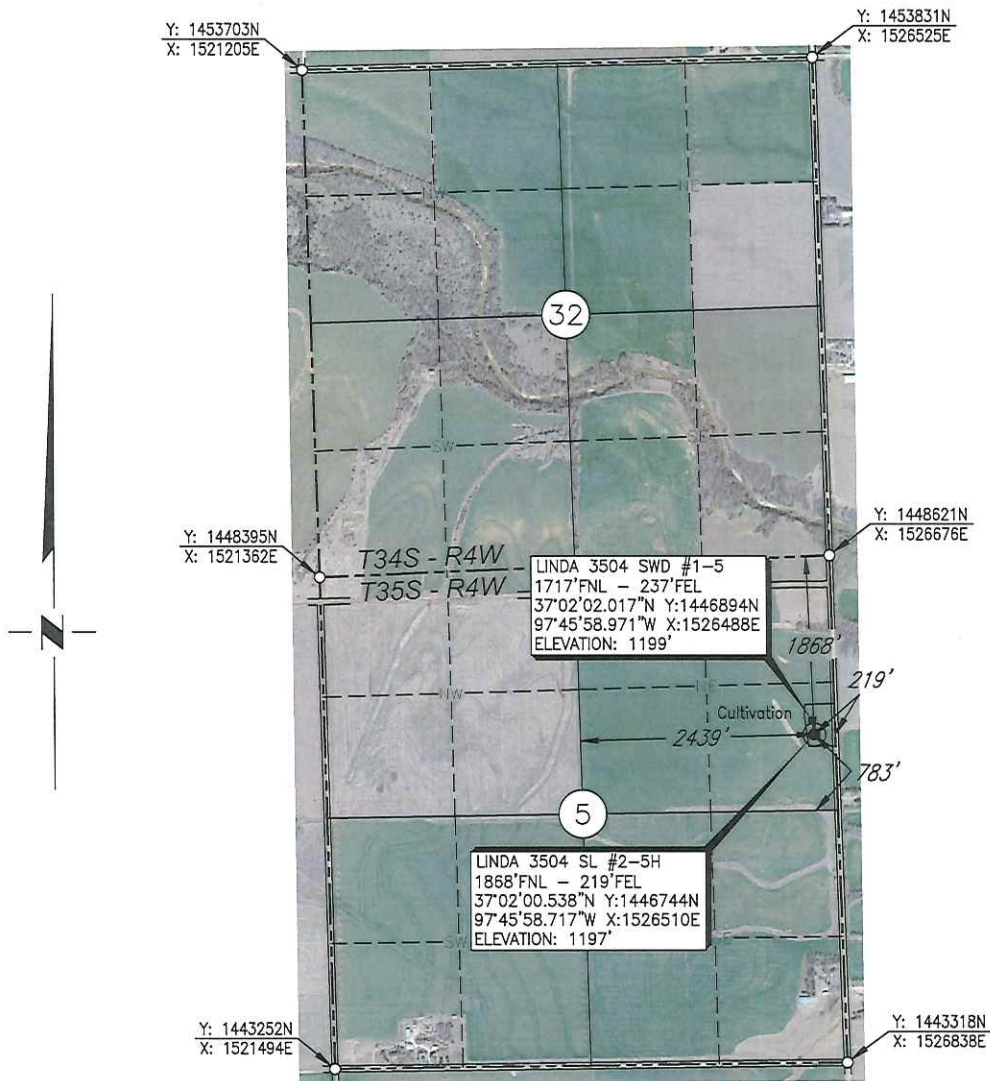 Y: 1453703N
X: 1521205E
Y: 1453831N
X: 1526525E
NW
NE
32
SW
SE
Y: 1448395N
X: 1521362E
Y: 1448621N
X: 1526676E
T34S - R4W
T35S - R4W
LINDA 3504 SWD #1-5
1717'FNL - 237'FEL
37°02'02.017"N Y:1446894N
97°45'58.971"W X:1526488E
ELEVATION: 1199'
1868'
219'
NW
NE
Cultivation
2439'
783'
5
LINDA 3504 SL #2-5H
1868'FNL - 219'FEL
37°02'00.538"N Y:1446744N
97°45'58.717"W X:1526510E
ELEVATION: 1197'
SW
Y: 1443252N
X: 1521494E
Y: 1443318N
X: 1526838E
N